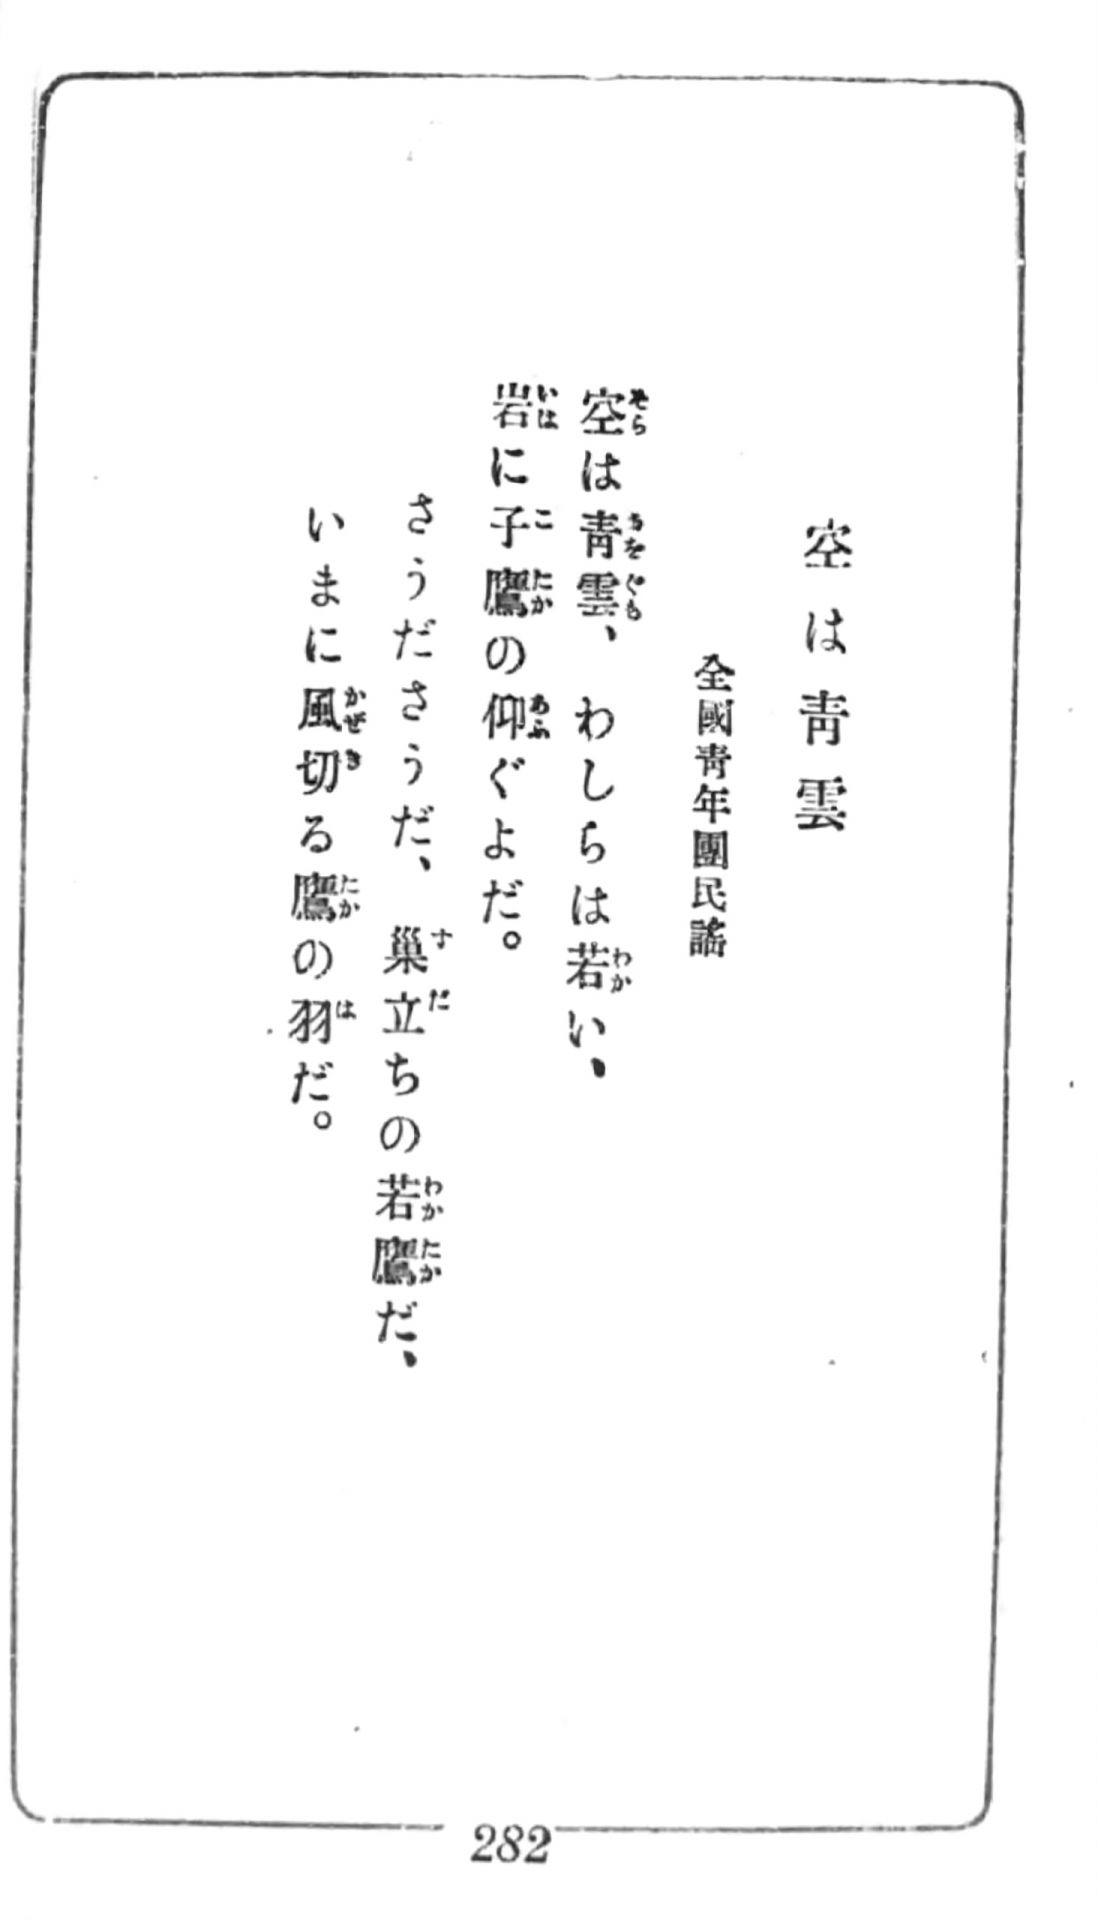 空は青雲
全國青年團民謠
空は青雲、わしらは若い、
岩に子鷹の仰ぐよだ。
さうださうだ、巣立ちの若鷹だ、
いまに風切る鷹の羽だ。
282